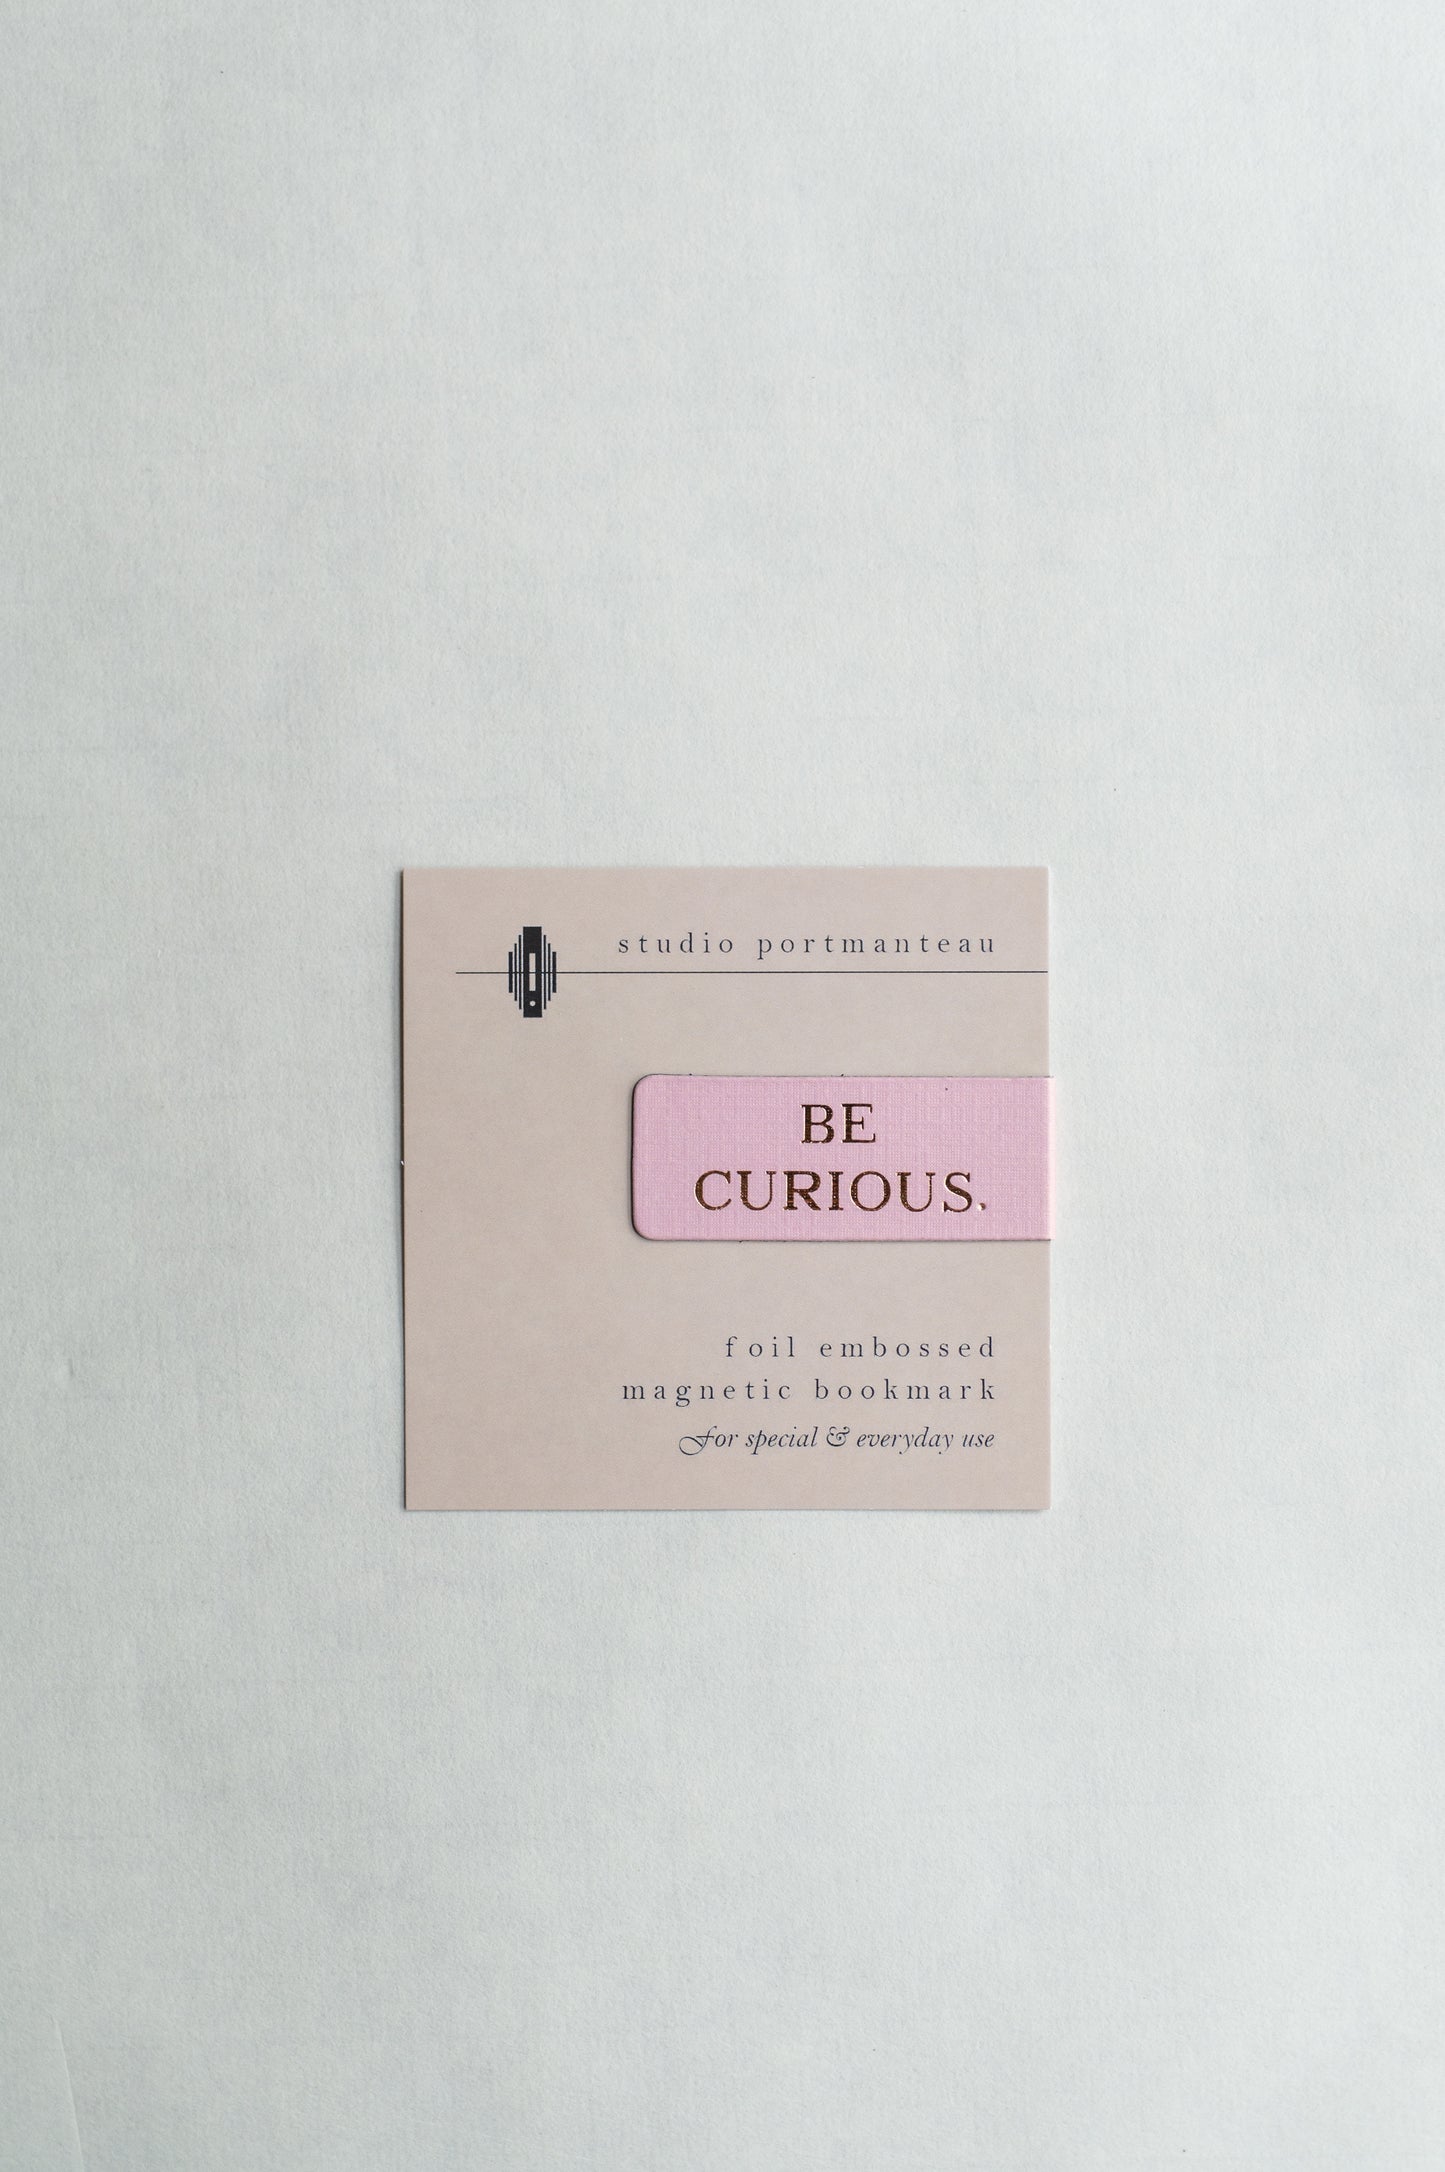 studio portmanteau
BE
CURIOUS.
foil embossed
magnetic bookmark
for special & everyday use